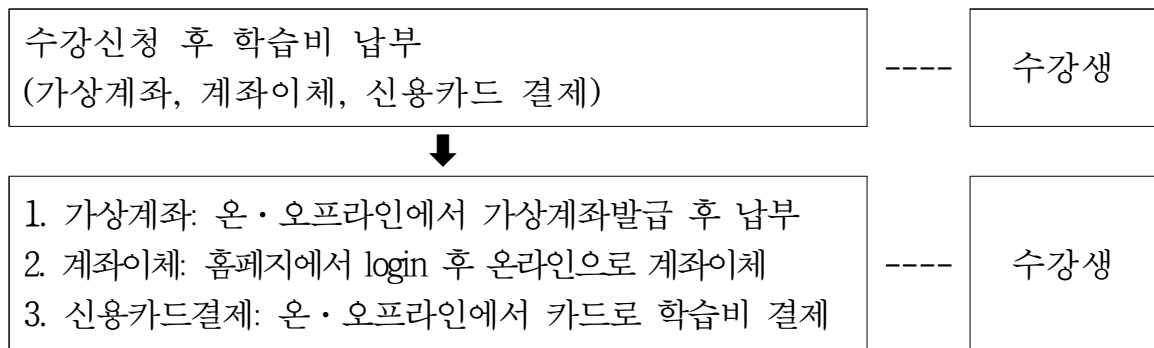 수강신청 후 학습비 납부
(가상계좌, 계좌이체, 신용카드 결제)
----
수강생
1. 가상계좌: 온·오프라인에서 가상계좌발급 후 납부
2. 계좌이체: 홈페지에서 login 후 온라인으로 계좌이체
3. 신용카드결제: 온·오프라인에서 카드로 학습비 결제
----
수강생